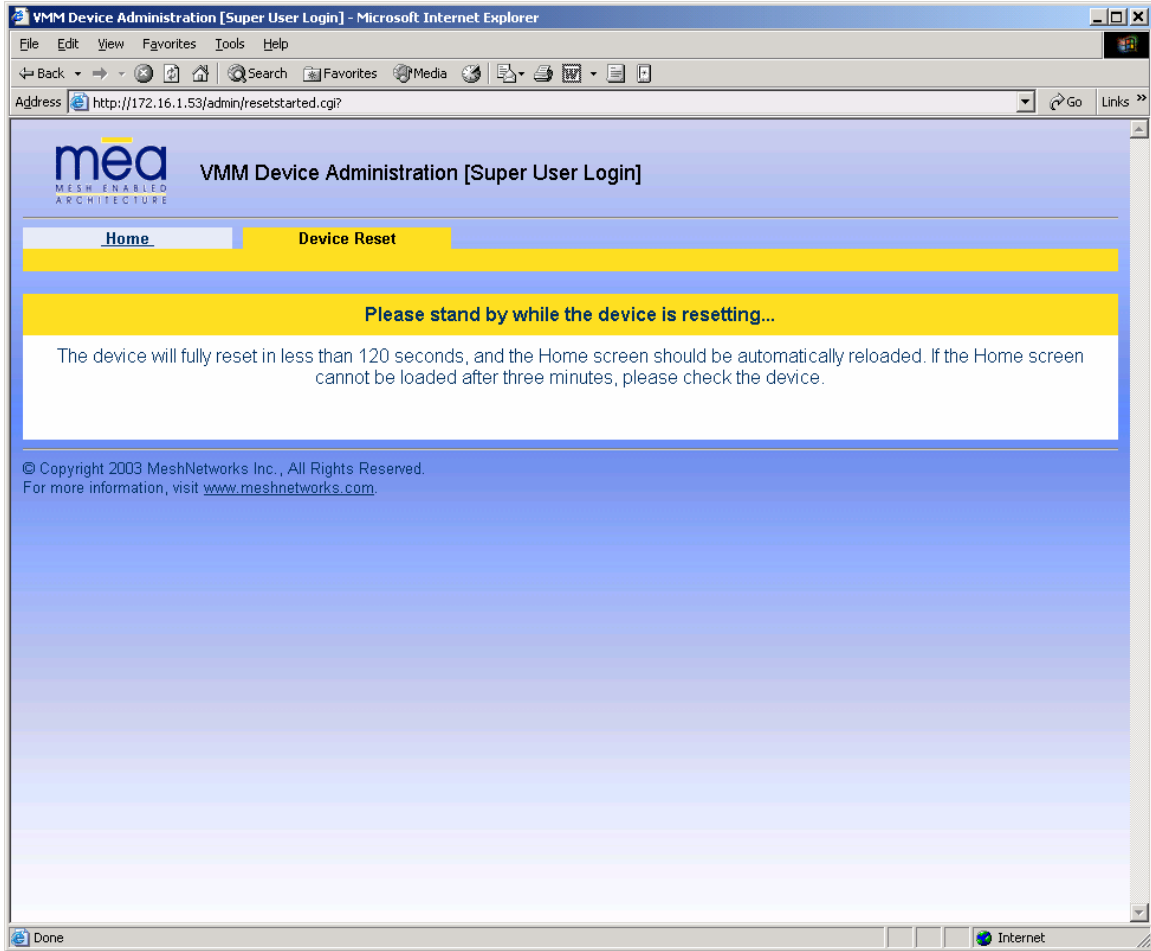 VMM Device Administration [Super User Login] - Microsoft Internet Explorer
File Edit View Favorites Tools Help
Back Search Favorites Media
Address http://172.16.1.53/admin/resetstarted.cgi? Go Links »
mea
MESH ENABLED
ARCHITECTURE
VMM Device Administration [Super User Login]
Home Device Reset
Please stand by while the device is resetting...
The device will fully reset in less than 120 seconds, and the Home screen should be automatically reloaded. If the Home screen
cannot be loaded after three minutes, please check the device.
© Copyright 2003 MeshNetworks Inc., All Rights Reserved.
For more information, visit www.meshnetworks.com.
Done Internet